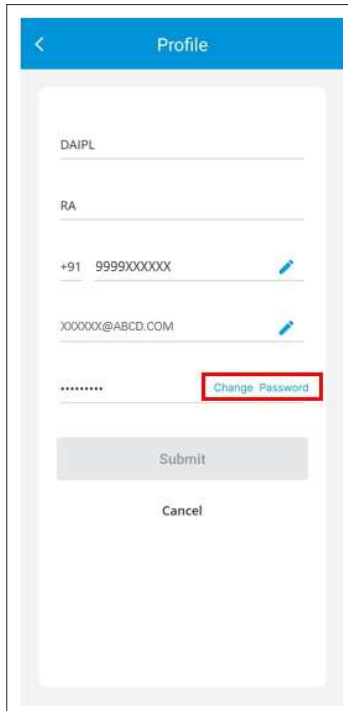 Profile
DAIPL
RA
+91 9999XXXXXX
XXXXXX@ABCD.COM
••••••••• Change Password
Submit
Cancel